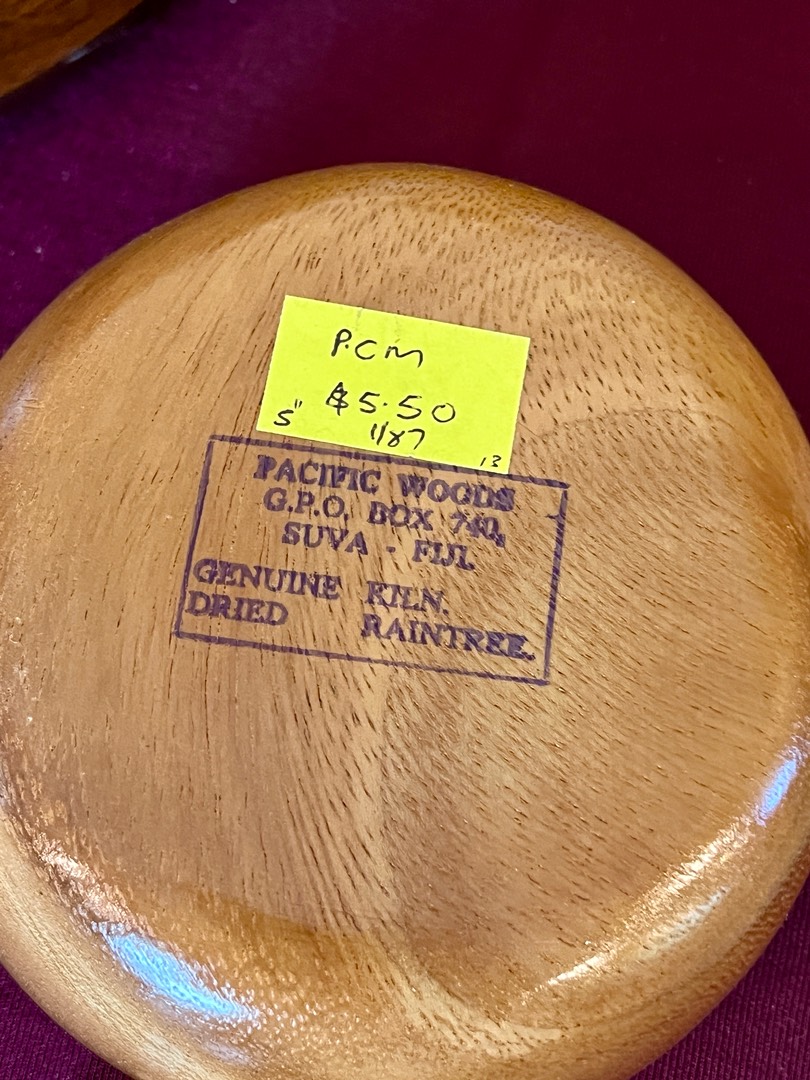 P.C M
$5.50
5"
1/87
13
PACIFIC WOODS
G.P.O. BOX 740,
SUVA - FIJI.
GENUINE KILN.
DRIED RAINTREE.